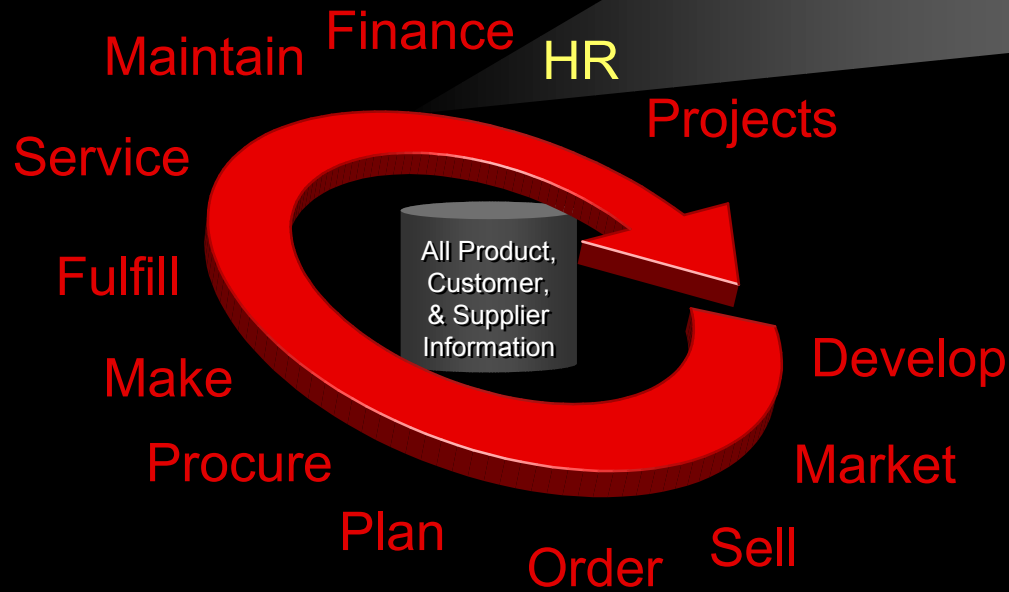 Finance
Maintain
HR
Projects
Service
All Product,
Customer,
& Supplier
Information
Fulfill
Develop
Make
Procure
Market
Plan
Sell
Order